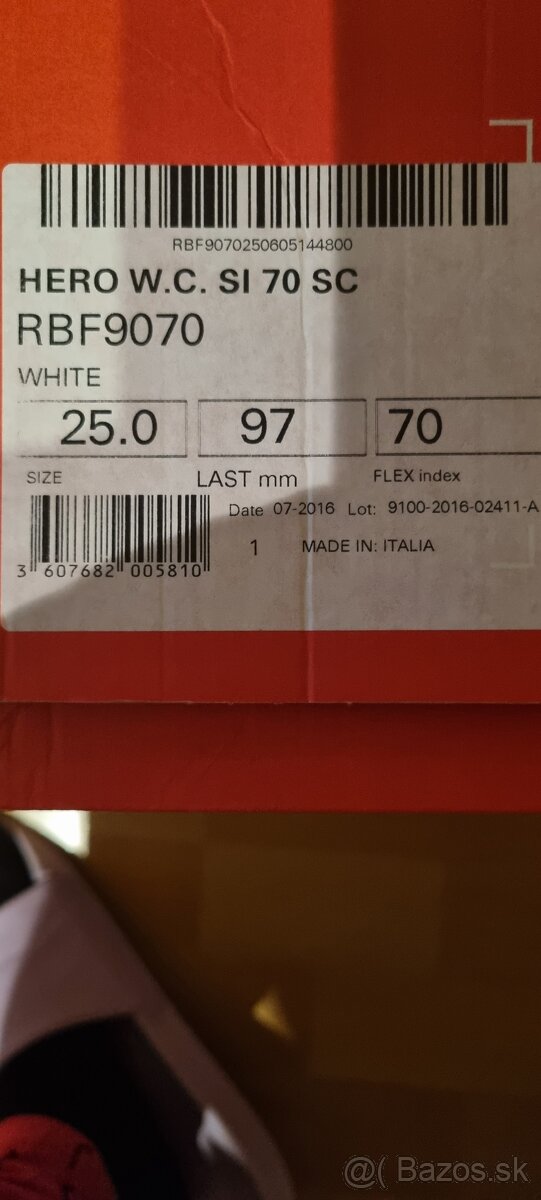 RBF9070250605144800
HERO W.C. SI 70 SC
RBF9070
WHITE
25.0 97 70
SIZE LAST mm FLEX index
Date 07-2016 Lot: 9100-2016-02411-A
1 MADE IN: ITALIA
3 607682 005810
@( Bazos.sk